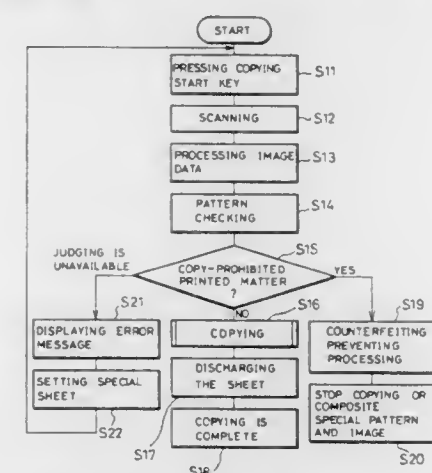 START
PRESSING COPYING
START KEY
S11
SCANNING
S12
PROCESSING IMAGE
DATA
S13
PATTERN
CHECKING
S14
S15
JUDGING IS
UNAVAILABLE
COPY-PROHIBITED
PRINTED MATTER
?
YES
NO
S21
DISPLAYING ERROR
MESSAGE
SETTING SPECIAL
SHEET
S22
S16
COPYING
DISCHARGING
THE SHEET
S17
COPYING IS
COMPLETE
S18
S19
COUNTERFEITING
PREVENTING
PROCESSING
STOP COPYING OR
COMPOSITE
SPECIAL PATTERN
AND IMAGE
S20